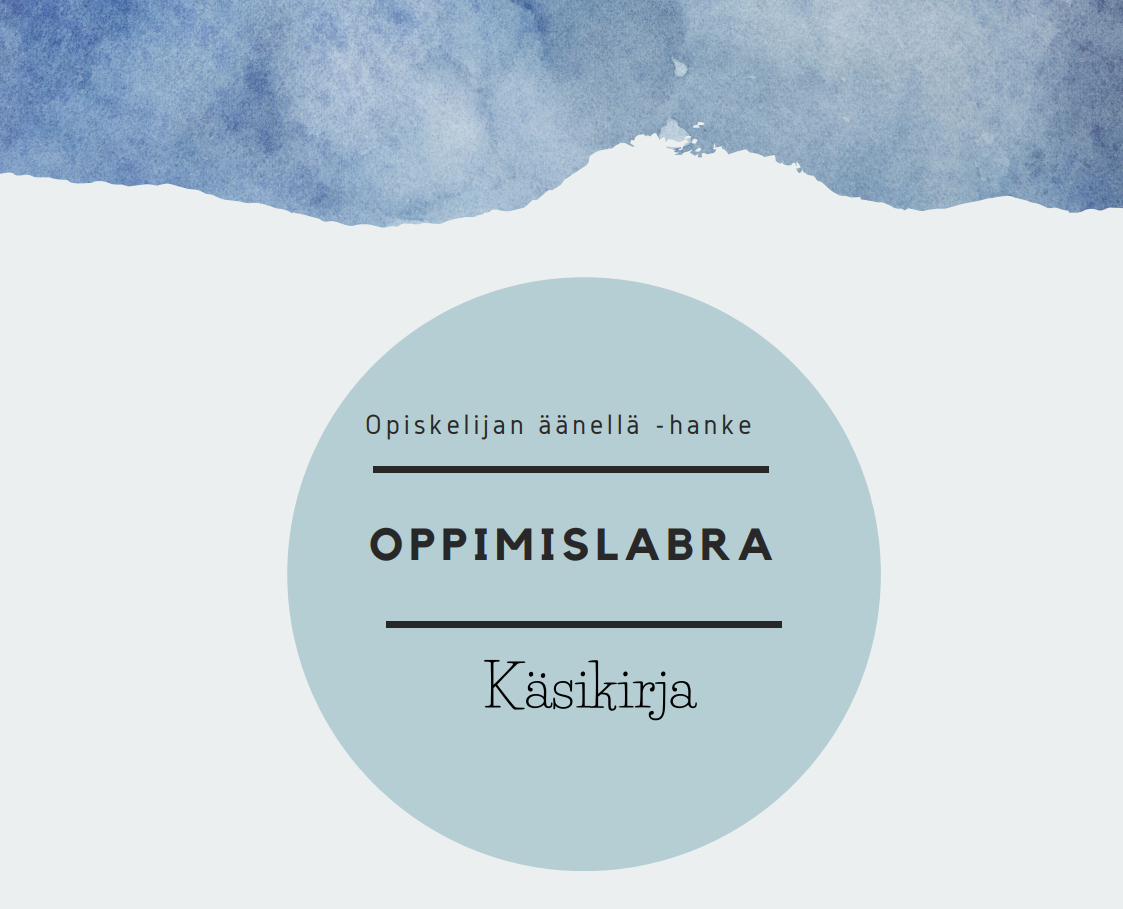 Opiskelijan äänellä -hanke
OPPIMISLABRA
Käsikirja